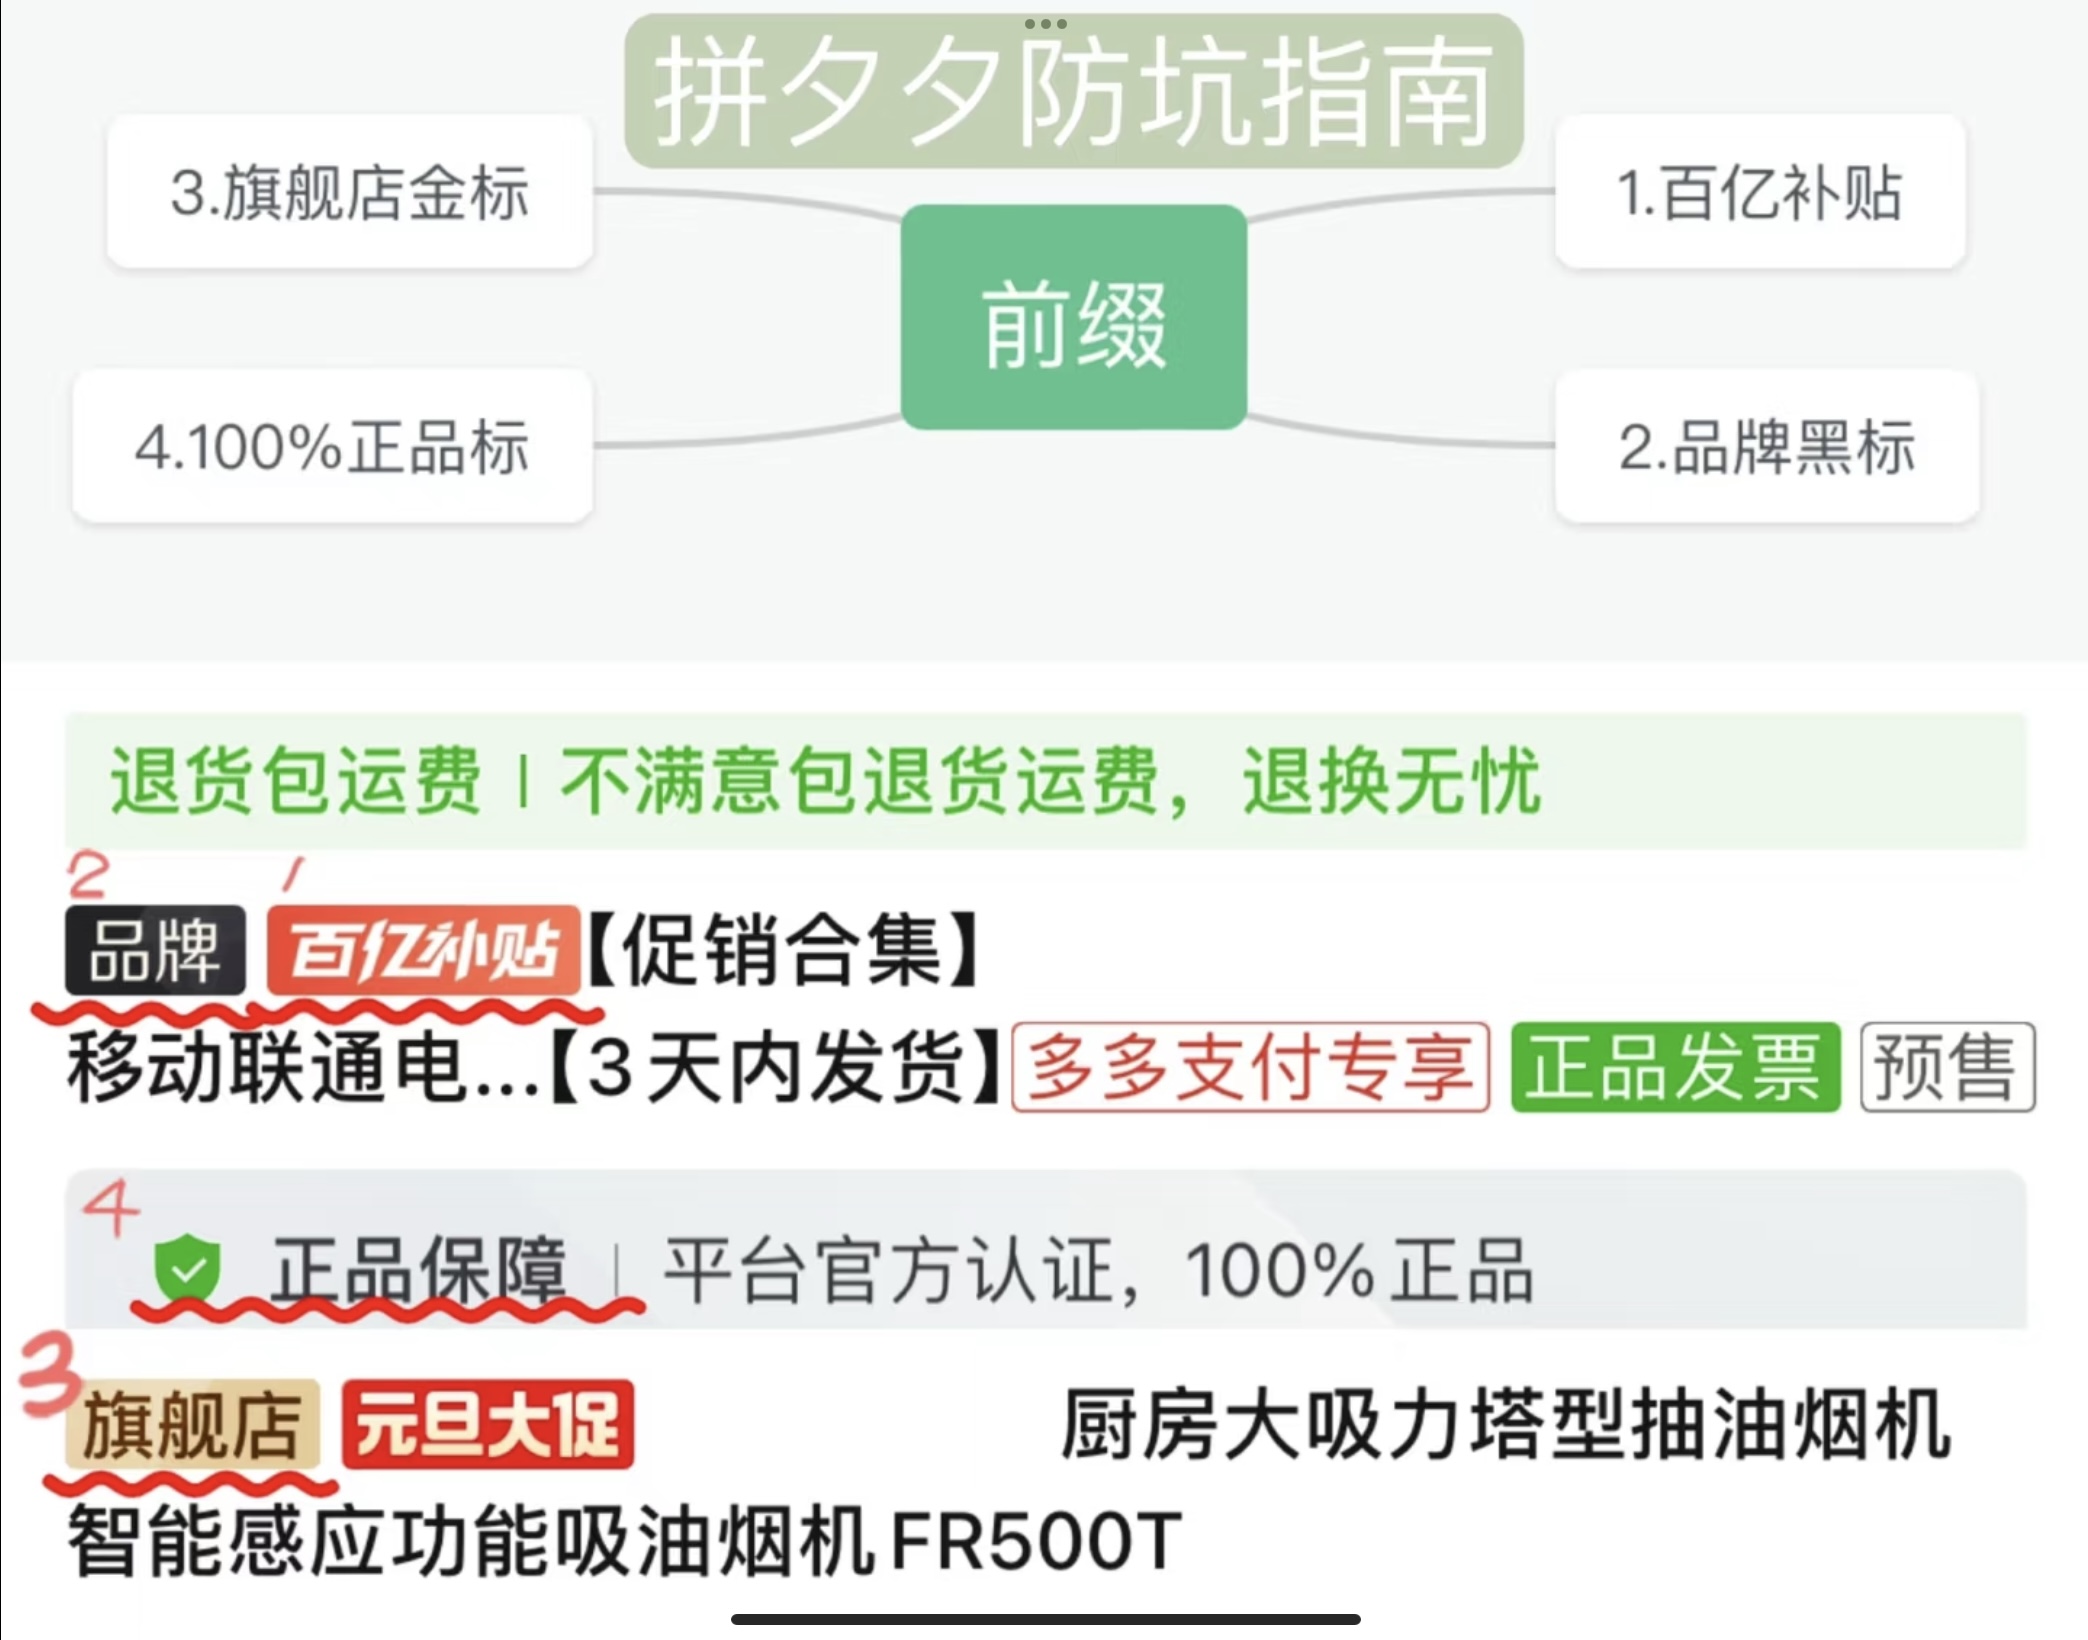 拼夕夕防坑指南
3.旗舰店金标
1.百亿补贴
前缀
4.100%正品标
2.品牌黑标
退货包运费 | 不满意包退货运费，退换无忧
2 1
品牌 百亿补贴【促销合集】
移动联通电...【3天内发货】多多支付专享 正品发票 预售
4
正品保障 | 平台官方认证，100%正品
3
旗舰店 元旦大促 厨房大吸力塔型抽油烟机
智能感应功能吸油烟机FR500T